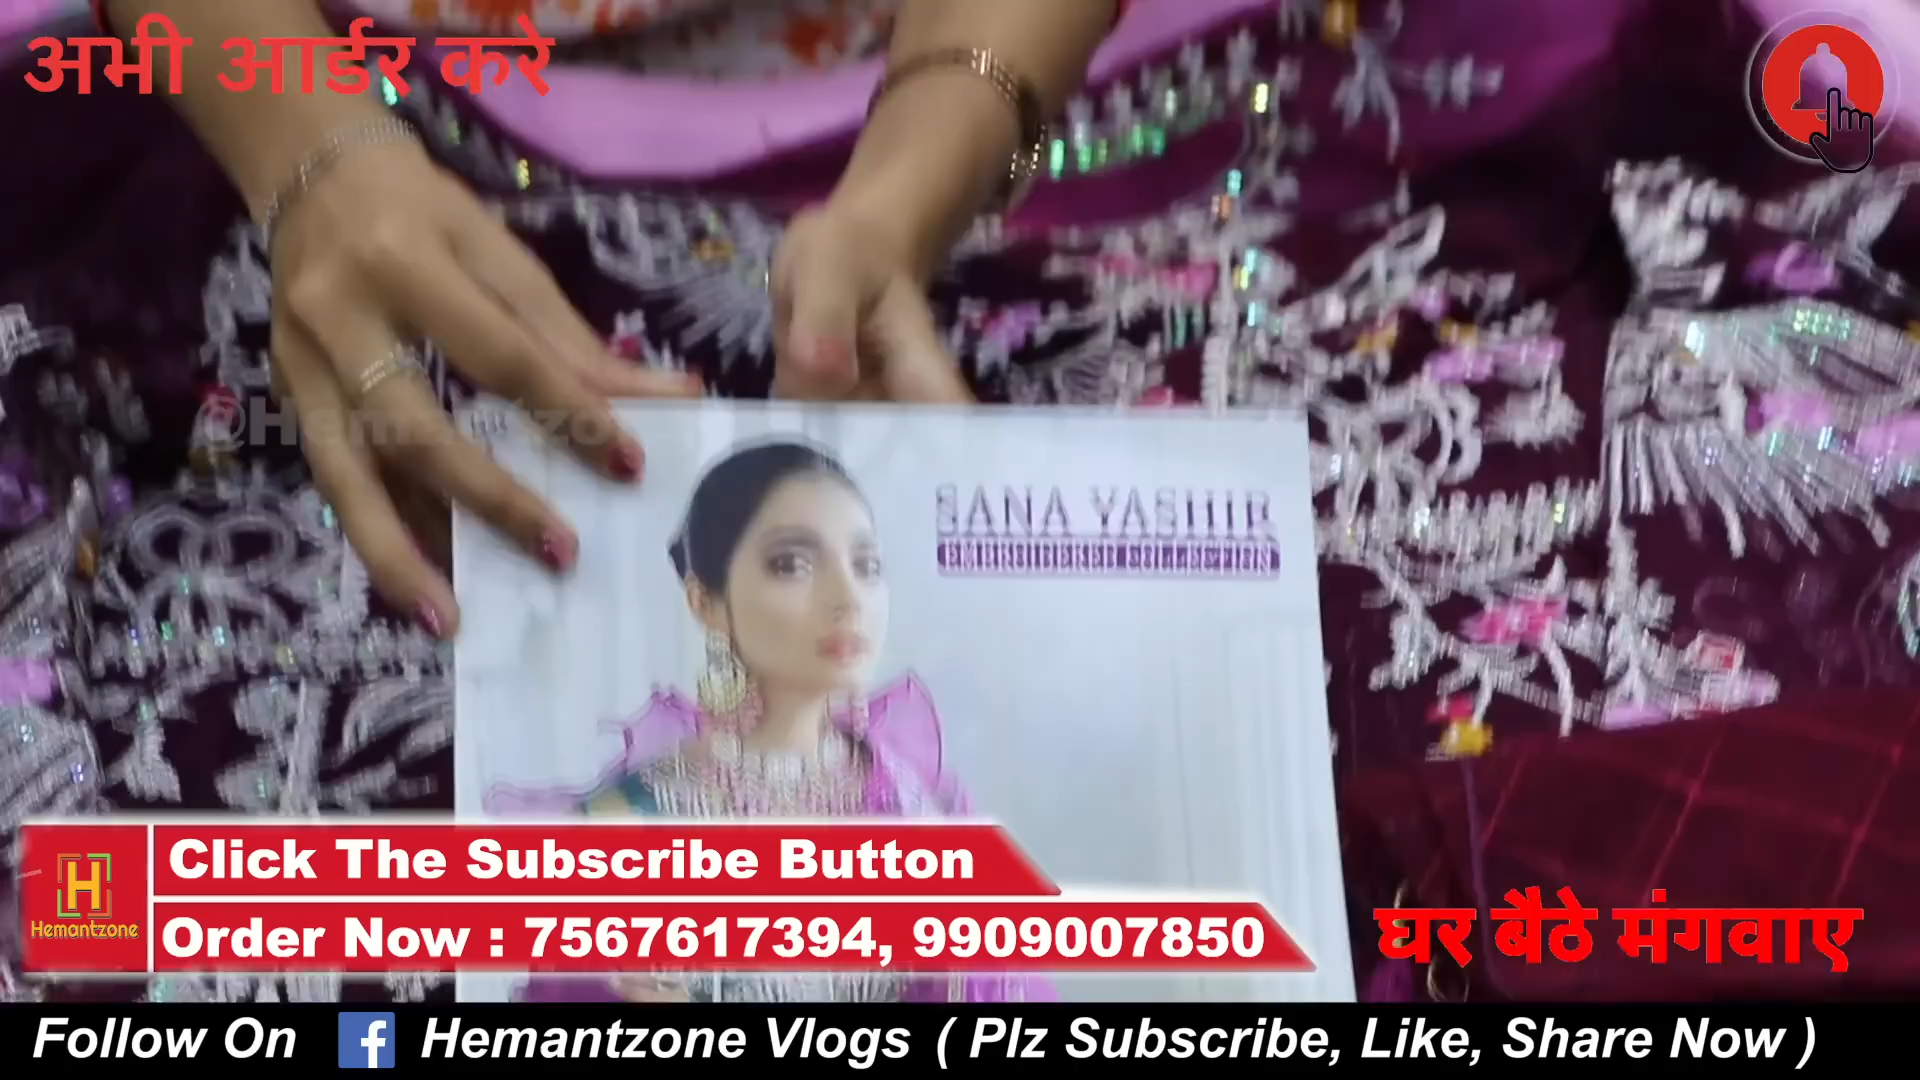 अभी आर्डर करे
@Hemantzone
SANA YASHIR
EMBROIDERED COLLECTION
Click The Subscribe Button
Hemantzone
Order Now : 7567617394, 9909007850
घर बैठे मंगवाए
Follow On f Hemantzone Vlogs ( Plz Subscribe, Like, Share Now )